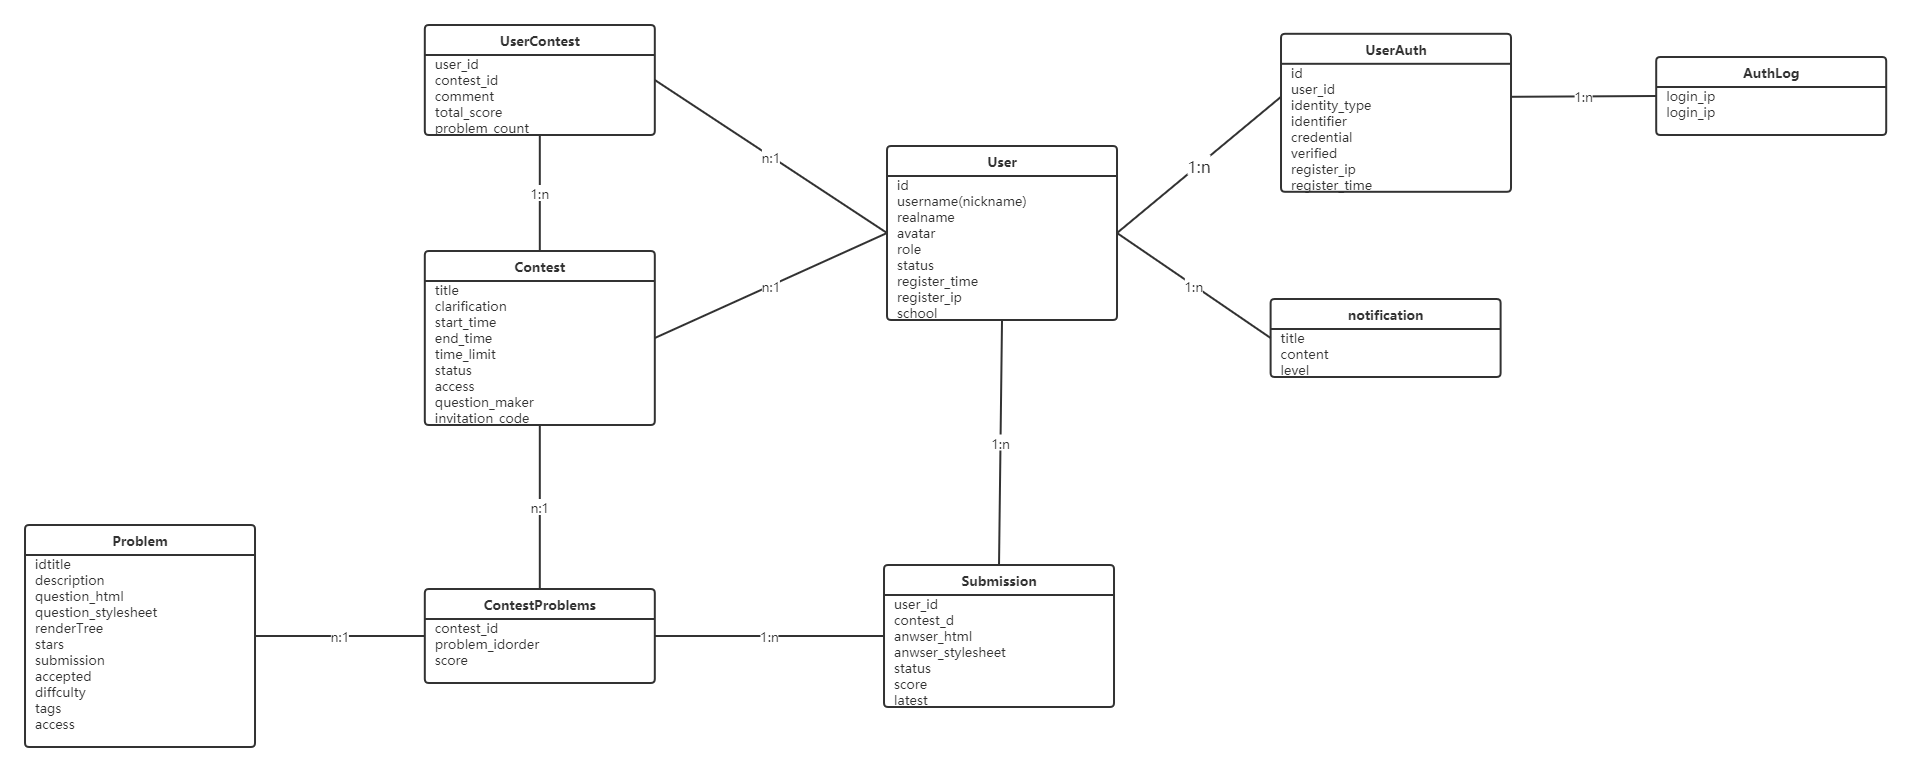 UserContest
user_id
contest_id
comment
total_score
problem_count
n:1
1:n
Contest
title
clarification
start_time
end_time
time_limit
status
access
question_maker
invitation_code
n:1
n:1
Problem
idtitle
description
question_html
question_stylesheet
renderTree
stars
submission
accepted
diffculty
tags
access
n:1
ContestProblems
contest_id
problem_idorder
score
1:n
User
id
username(nickname)
realname
avatar
role
status
register_time
register_ip
school
1:n
Submission
user_id
contest_d
anwser_html
anwser_stylesheet
status
score
latest
1:n
UserAuth
id
user_id
identity_type
identifier
credential
verified
register_ip
register_time
1:n
AuthLog
login_ip
login_ip
1:n
notification
title
content
level